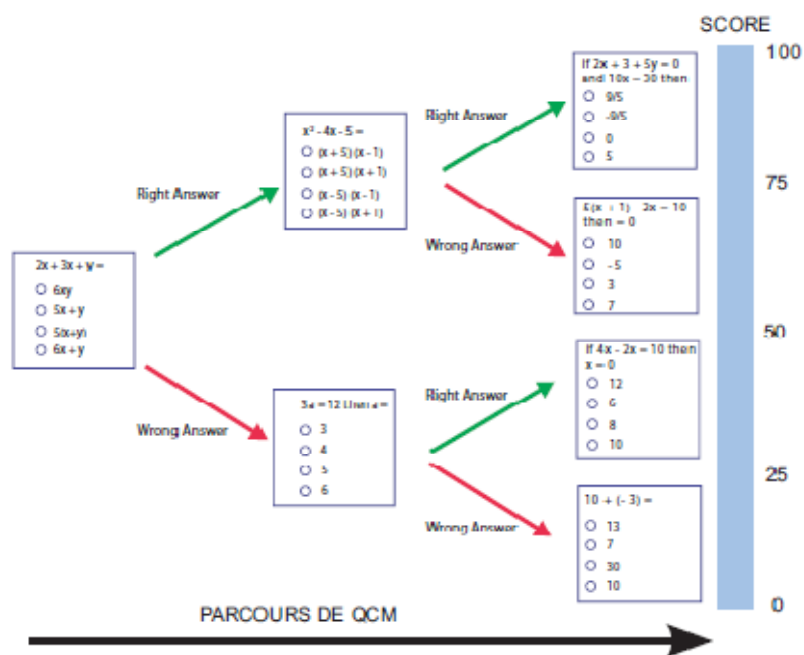 SCORE
100
75
50
25
0
2x + 3x + y =
6xy
5x + y
5(x+y)
6x + y
Right Answer
Wrong Answer
x² - 4x - 5 =
(x + 5) (x - 1)
(x + 5) (x + 1)
(x - 5) (x - 1)
(x - 5) (x + 1)
3a = 12 then a =
3
4
5
6
Right Answer
Wrong Answer
Right Answer
Wrong Answer
If 2x + 3 + 5y = 0
and 10x = 30 then
9/5
-9/5
0
5
then = 0
10
-5
3
7
If 4x - 2x = 10 then
x = 0
12
8
10
10 + (- 3) =
13
7
30
10
PARCOURS DE QCM